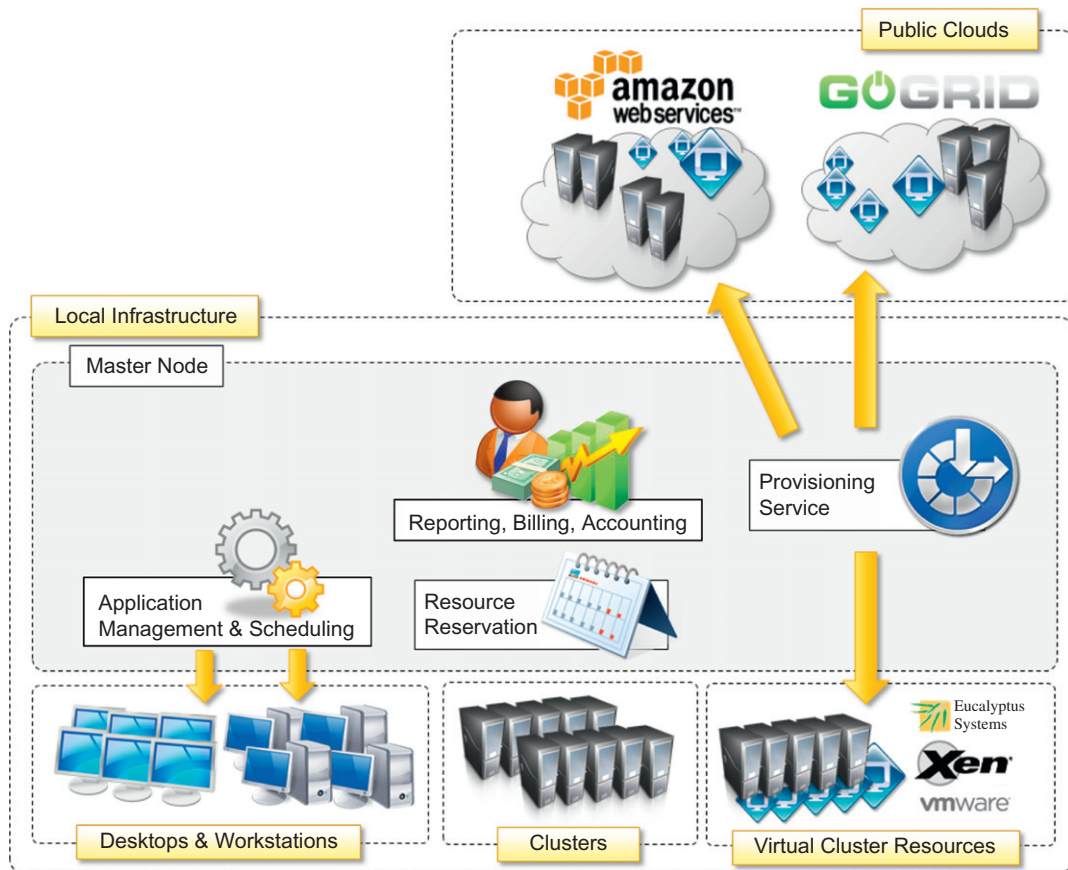 Public Clouds
amazon
webservices™
GOGRID
Local Infrastructure
Master Node
Provisioning
Service
Reporting, Billing, Accounting
Application
Management & Scheduling
Resource
Reservation
Eucalyptus
Systems
Xen
vmware
Desktops & Workstations
Clusters
Virtual Cluster Resources